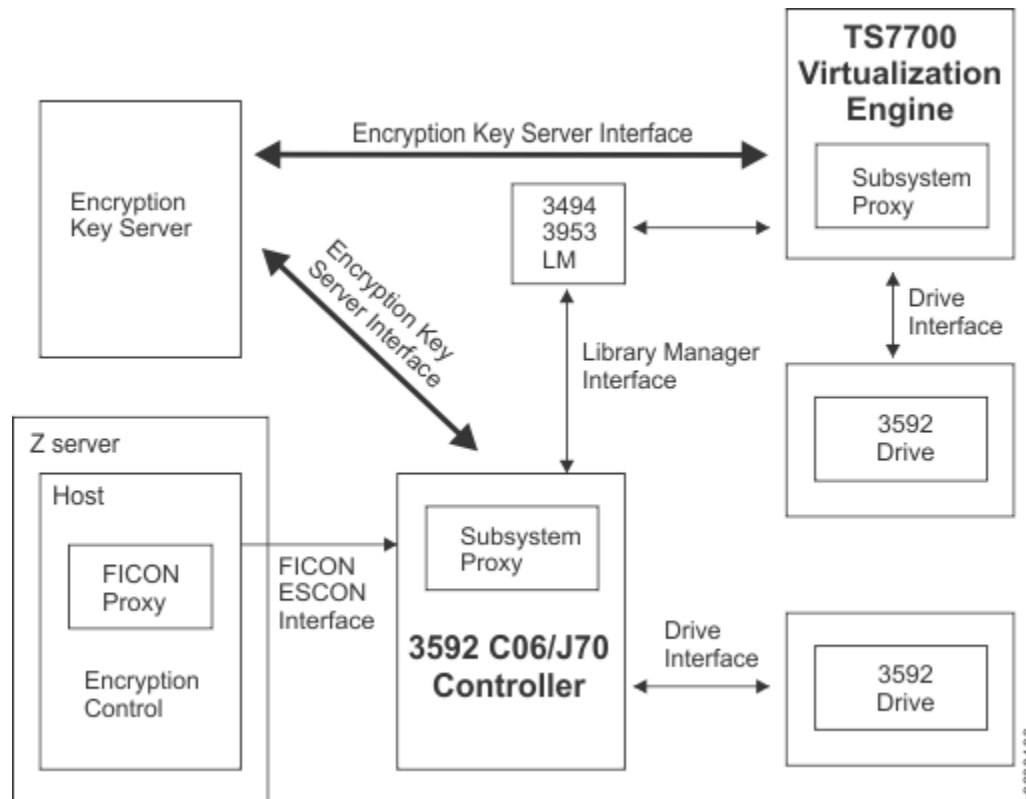 TS7700
Virtualization
Engine
Subsystem
Proxy
Encryption Key Server Interface
Encryption
Key Server
3494
3953
LM
Encryption Key
Server Interface
Drive
Interface
Library Manager
Interface
3592
Drive
Z server
Host
FICON
Proxy
Encryption
Control
FICON
ESCON
Interface
Subsystem
Proxy
3592 C06/J70
Controller
Drive
Interface
3592
Drive